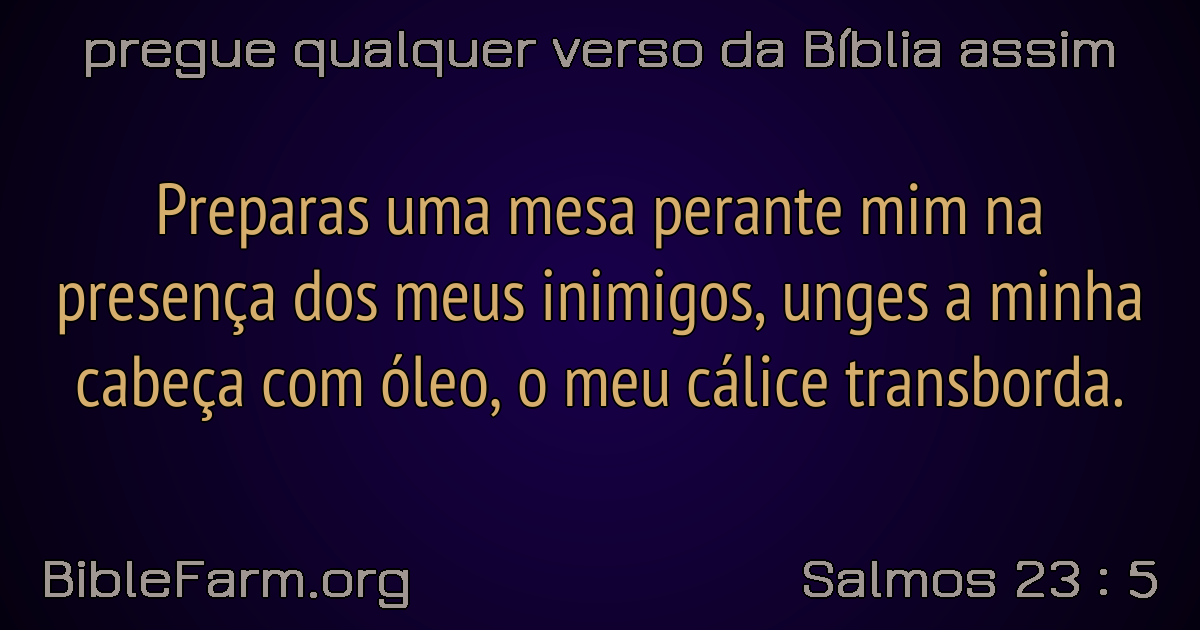 pregue qualquer verso da Bíblia assim
Preparas uma mesa perante mim na
presença dos meus inimigos, unges a minha
cabeça com óleo, o meu cálice transborda.
BibleFarm.org
Salmos 23 : 5